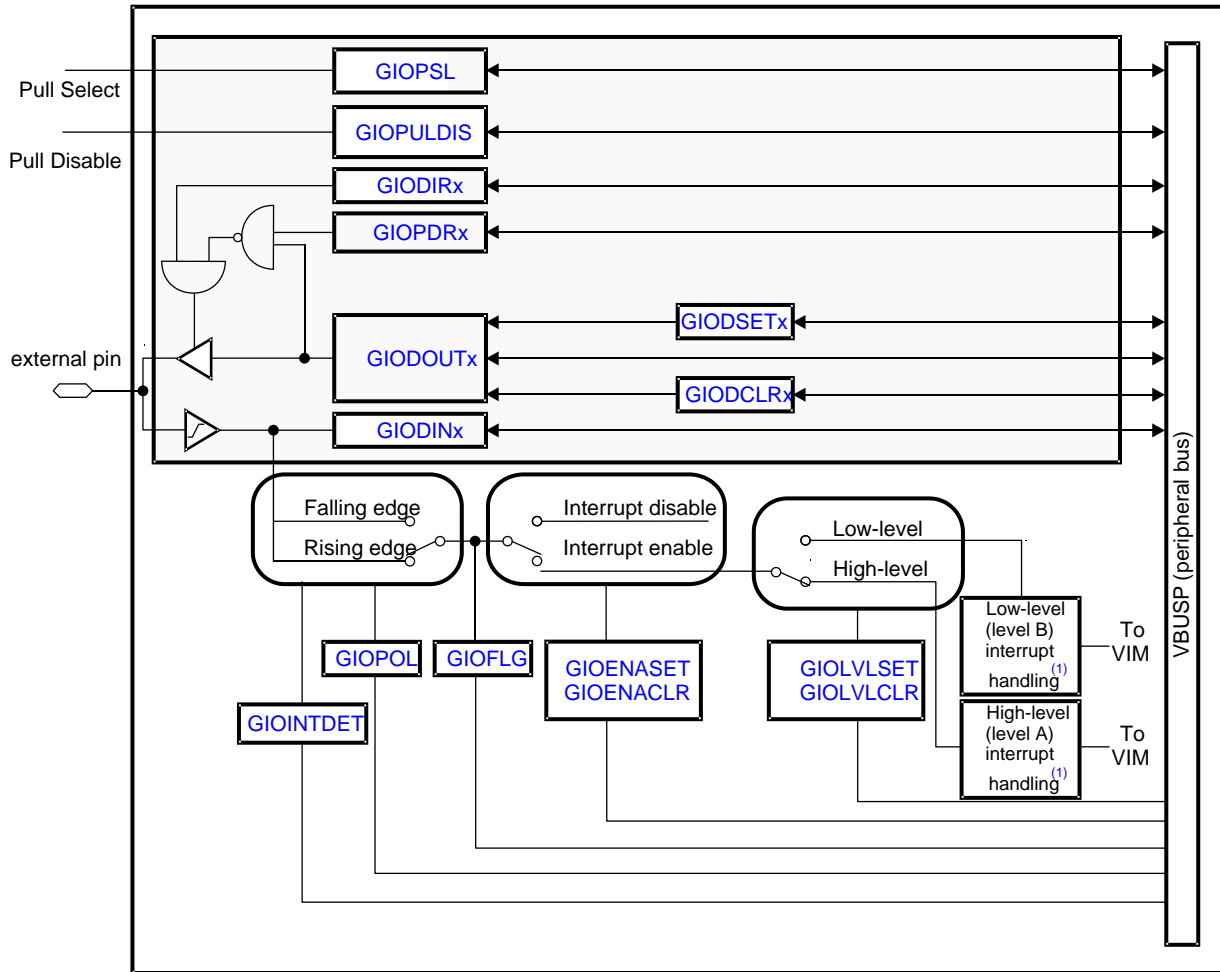 GIOPSL
Pull Select
GIOPULDIS
Pull Disable
GIODIRx
GIOPDRx
GIODSETx
external pin
GIODOUTx
GIODCLRx
GIODINx
VBUSP (peripheral bus)
Falling edge
Rising edge
Interrupt disable
Interrupt enable
Low-level
High-level
Low-level
(level B)
interrupt
handling(1)
To
VIM
GIOPOL
GIOFLG
GIOENASET
GIOENACLR
GIOLVLSET
GIOLVLCLR
GIOINTDET
High-level
(level A)
interrupt
handling(1)
To
VIM